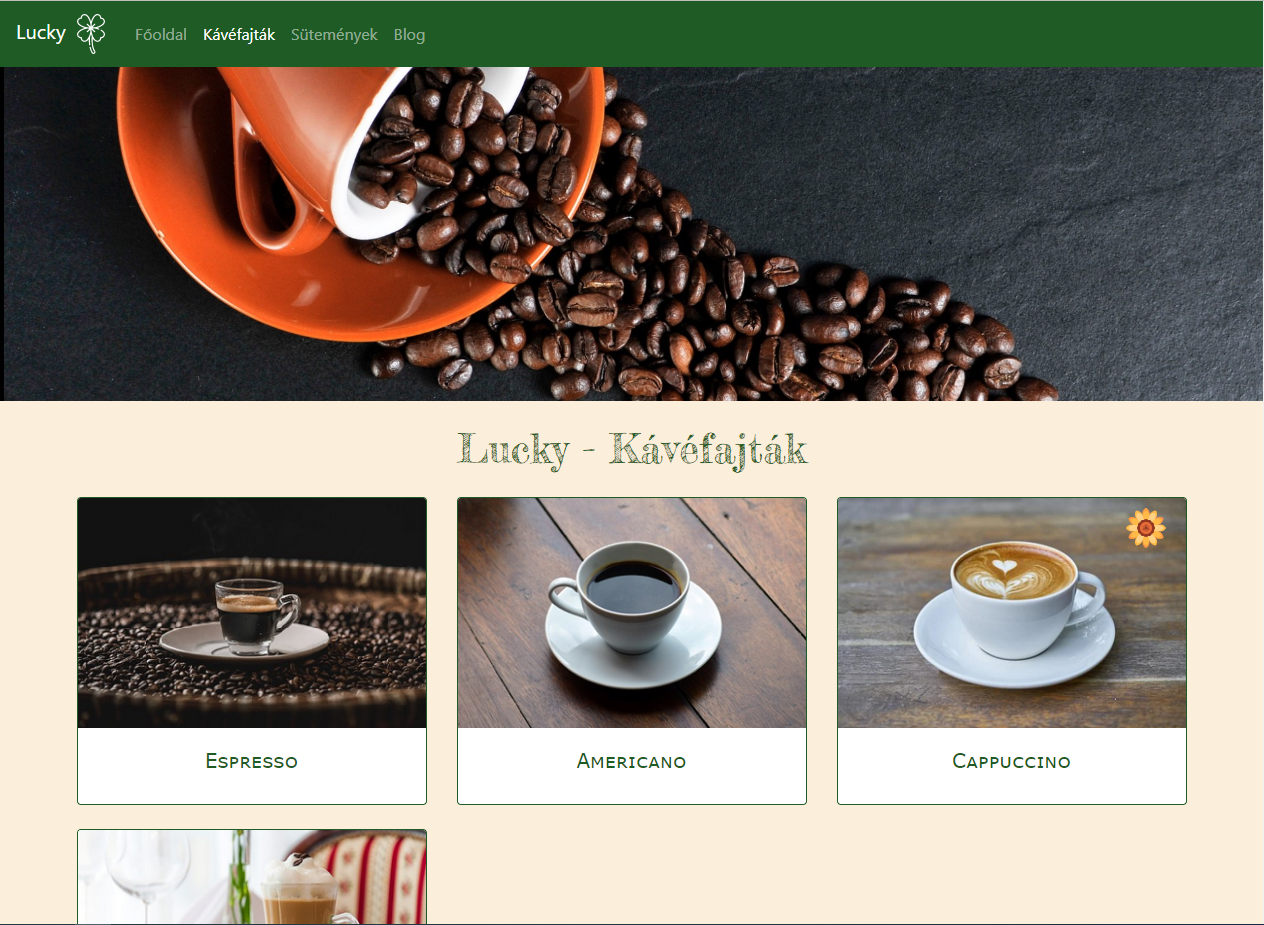 Lucky Főoldal Kávéfajták Sütemények Blog
Lucky - Kávéfajták
Espresso Americano Cappuccino